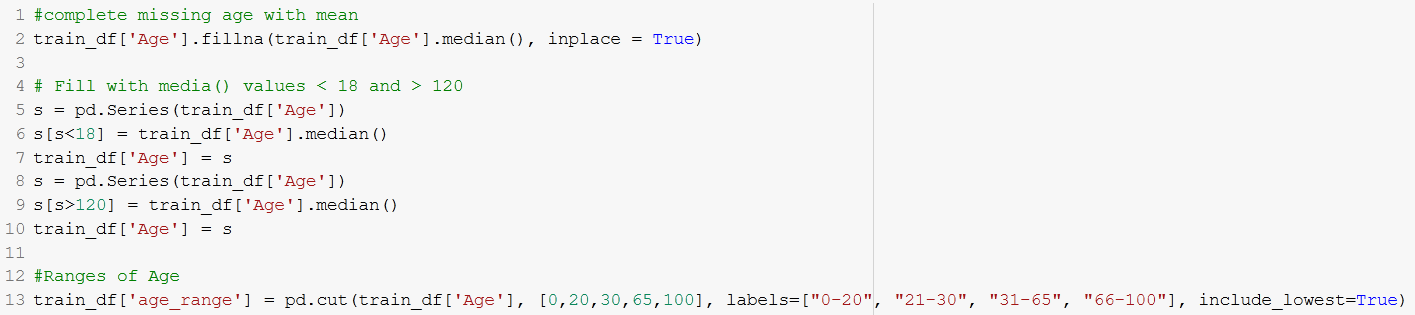 1 #complete missing age with mean
2 train_df['Age'].fillna(train_df['Age'].median(), inplace = True)
3
4 # Fill with media() values < 18 and > 120
5 s = pd.Series(train_df['Age'])
6 s[s<18] = train_df['Age'].median()
7 train_df['Age'] = s
8 s = pd.Series(train_df['Age'])
9 s[s>120] = train_df['Age'].median()
10 train_df['Age'] = s
11
12 #Ranges of Age
13 train_df['age_range'] = pd.cut(train_df['Age'], [0,20,30,65,100], labels=["0-20", "21-30", "31-65", "66-100"], include_lowest=True)